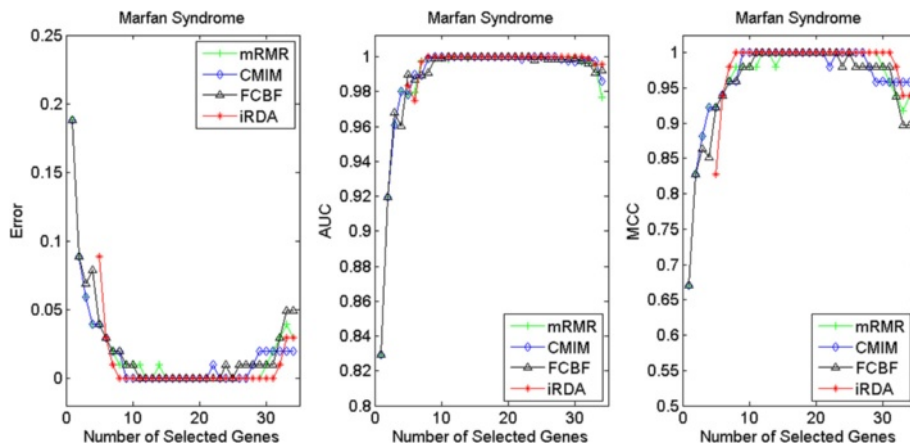 Marfan Syndrome
0.25
0.2
0.15
0.1
0.05
0
Error
0
10
20
30
Number of Selected Genes
mRMR
CMIM
FCBF
iRDA
Marfan Syndrome
1
0.98
0.96
0.94
0.92
0.9
0.88
0.86
0.84
0.82
0.8
AUC
0
10
20
30
Number of Selected Genes
mRMR
CMIM
FCBF
iRDA
Marfan Syndrome
1
0.95
0.9
0.85
0.8
0.75
0.7
0.65
0.6
0.55
0.5
MCC
0
10
20
30
Number of Selected Genes
mRMR
CMIM
FCBF
iRDA